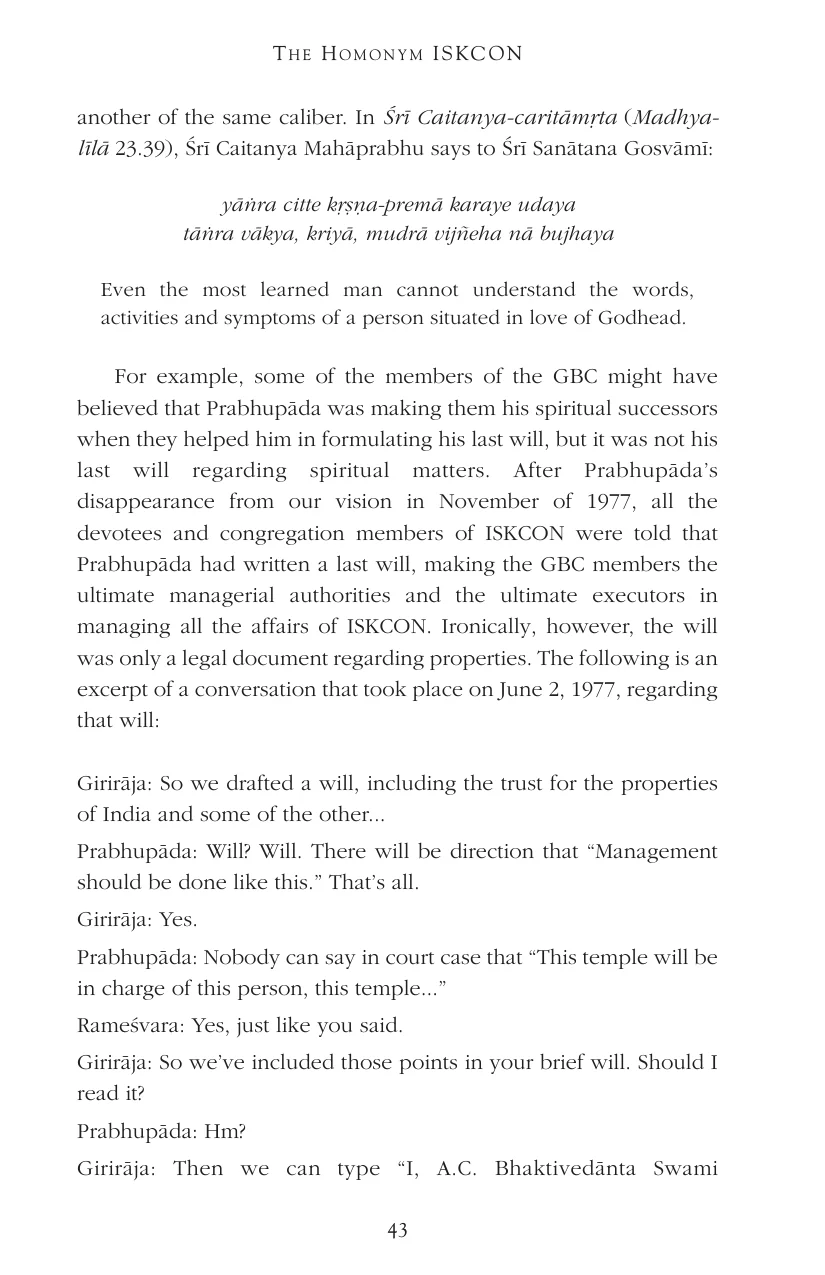 THE HOMONYM ISKCON
another of the same caliber. In Śrī Caitanya-caritāmṛta (Madhya-
līlā 23.39), Śrī Caitanya Mahāprabhu says to Śrī Sanātana Gosvāmī:
yāṅra citte kṛṣṇa-premā karaye udaya
tāṅra vākya, kriyā, mudrā vijñeha nā bujhaya
Even the most learned man cannot understand the words,
activities and symptoms of a person situated in love of Godhead.
For example, some of the members of the GBC might have
believed that Prabhupāda was making them his spiritual successors
when they helped him in formulating his last will, but it was not his
last will regarding spiritual matters. After Prabhupāda’s
disappearance from our vision in November of 1977, all the
devotees and congregation members of ISKCON were told that
Prabhupāda had written a last will, making the GBC members the
ultimate managerial authorities and the ultimate executors in
managing all the affairs of ISKCON. Ironically, however, the will
was only a legal document regarding properties. The following is an
excerpt of a conversation that took place on June 2, 1977, regarding
that will:
Girirāja: So we drafted a will, including the trust for the properties
of India and some of the other...
Prabhupāda: Will? Will. There will be direction that “Management
should be done like this.” That’s all.
Girirāja: Yes.
Prabhupāda: Nobody can say in court case that “This temple will be
in charge of this person, this temple...”
Rameśvara: Yes, just like you said.
Girirāja: So we’ve included those points in your brief will. Should I
read it?
Prabhupāda: Hm?
Girirāja: Then we can type “I, A.C. Bhaktivedānta Swami
43